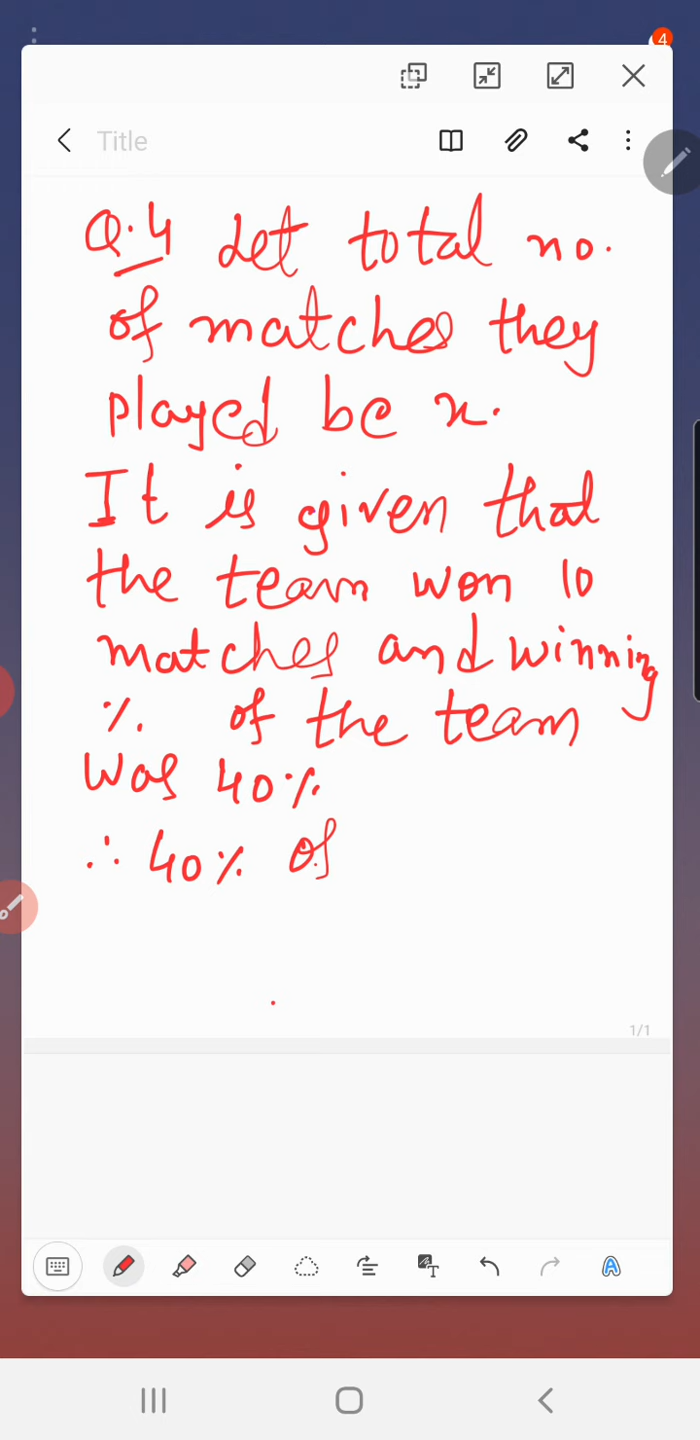 4
Title
Q.4 Let total no.
of matches they
played be x.
It is given that
the team won 10
matches and winning
%. of the team
was 40%
∴ 40% of
1/1
T
A